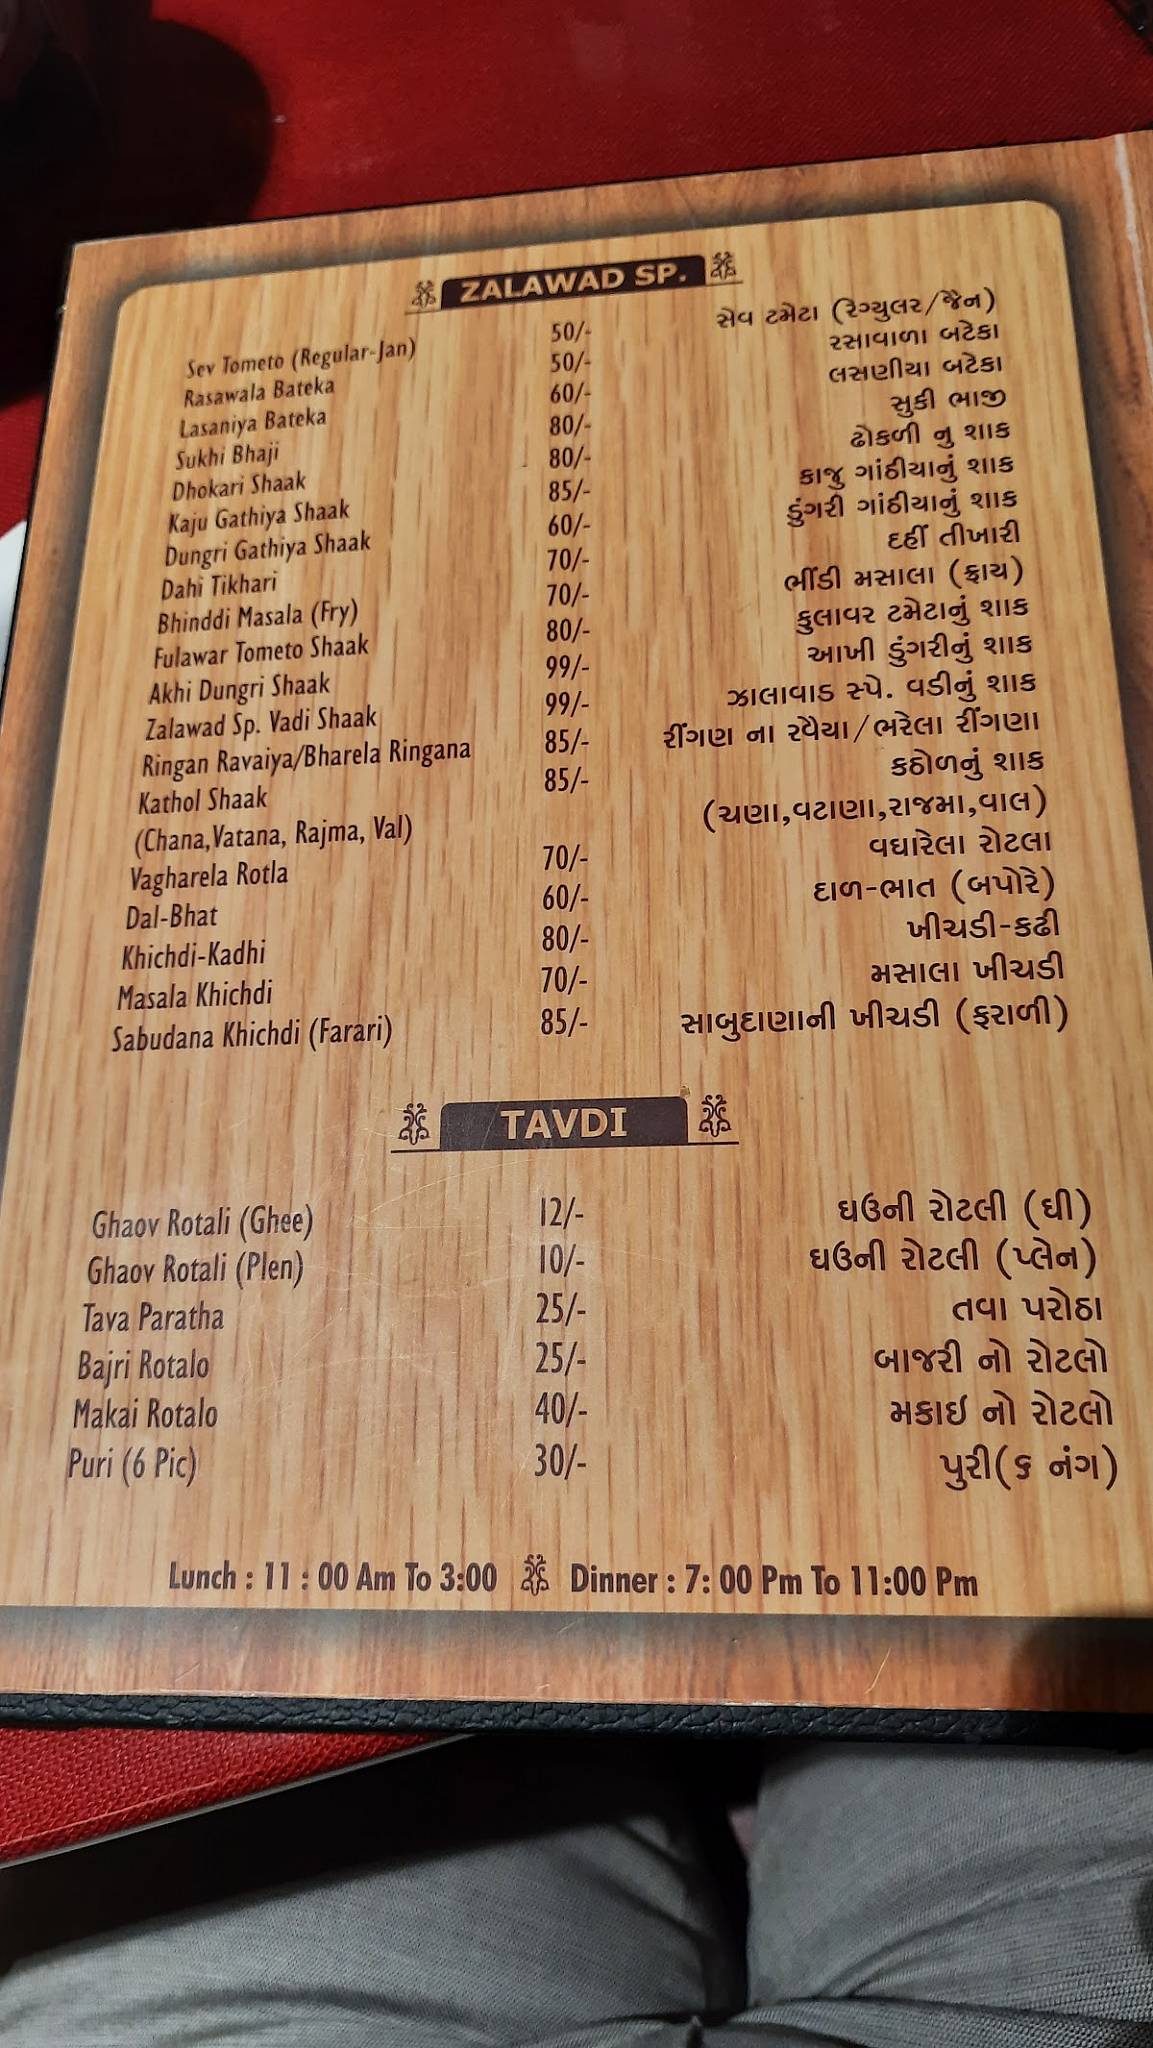 ZALAWAD SP.
Sev Tometo (Regular-Jan) 50/- સેવ ટમેટા (રેગ્યુલર/જૈન)
Rasawala Bateka 50/- રસાવાળા બટેકા
Lasaniya Bateka 60/- લસણીયા બટેકા
Sukhi Bhaji 80/- સુકી ભાજી
Dhokari Shaak 80/- ઢોકળી નુ શાક
Kaju Gathiya Shaak 85/- કાજુ ગાંઠીયાનું શાક
Dungri Gathiya Shaak 60/- ડુંગરી ગાંઠીયાનું શાક
Dahi Tikhari 70/- દહીં તીખારી
Bhinddi Masala (Fry) 70/- ભીંડી મસાલા (ફ્રાય)
Fulawar Tometo Shaak 80/- ફુલાવર ટમેટાનું શાક
Akhi Dungri Shaak 99/- આખી ડુંગરીનું શાક
Zalawad Sp. Vadi Shaak 99/- ઝાલાવાડ સ્પે. વડીનું શાક
Ringan Ravaiya/Bharela Ringana 85/- રીંગણ ના રવૈયા/ભરેલા રીંગણા
Kathol Shaak 85/- કઠોળનું શાક
(Chana,Vatana, Rajma, Val) (ચણા,વટાણા,રાજમા,વાલ)
Vagharela Rotla 70/- વઘારેલા રોટલા
Dal-Bhat 60/- દાળ-ભાત (બપોરે)
Khichdi-Kadhi 80/- ખીચડી-કઢી
Masala Khichdi 70/- મસાલા ખીચડી
Sabudana Khichdi (Farari) 85/- સાબુદાણાની ખીચડી (ફરાળી)
TAVDI
Ghaov Rotali (Ghee) 12/- ઘઉની રોટલી (ઘી)
Ghaov Rotali (Plen) 10/- ઘઉની રોટલી (પ્લેન)
Tava Paratha 25/- તવા પરોઠા
Bajri Rotalo 25/- બાજરી નો રોટલો
Makai Rotalo 40/- મકાઇ નો રોટલો
Puri (6 Pic) 30/- પુરી(૬ નંગ)
Lunch : 11 : 00 Am To 3:00 Dinner : 7: 00 Pm To 11:00 Pm